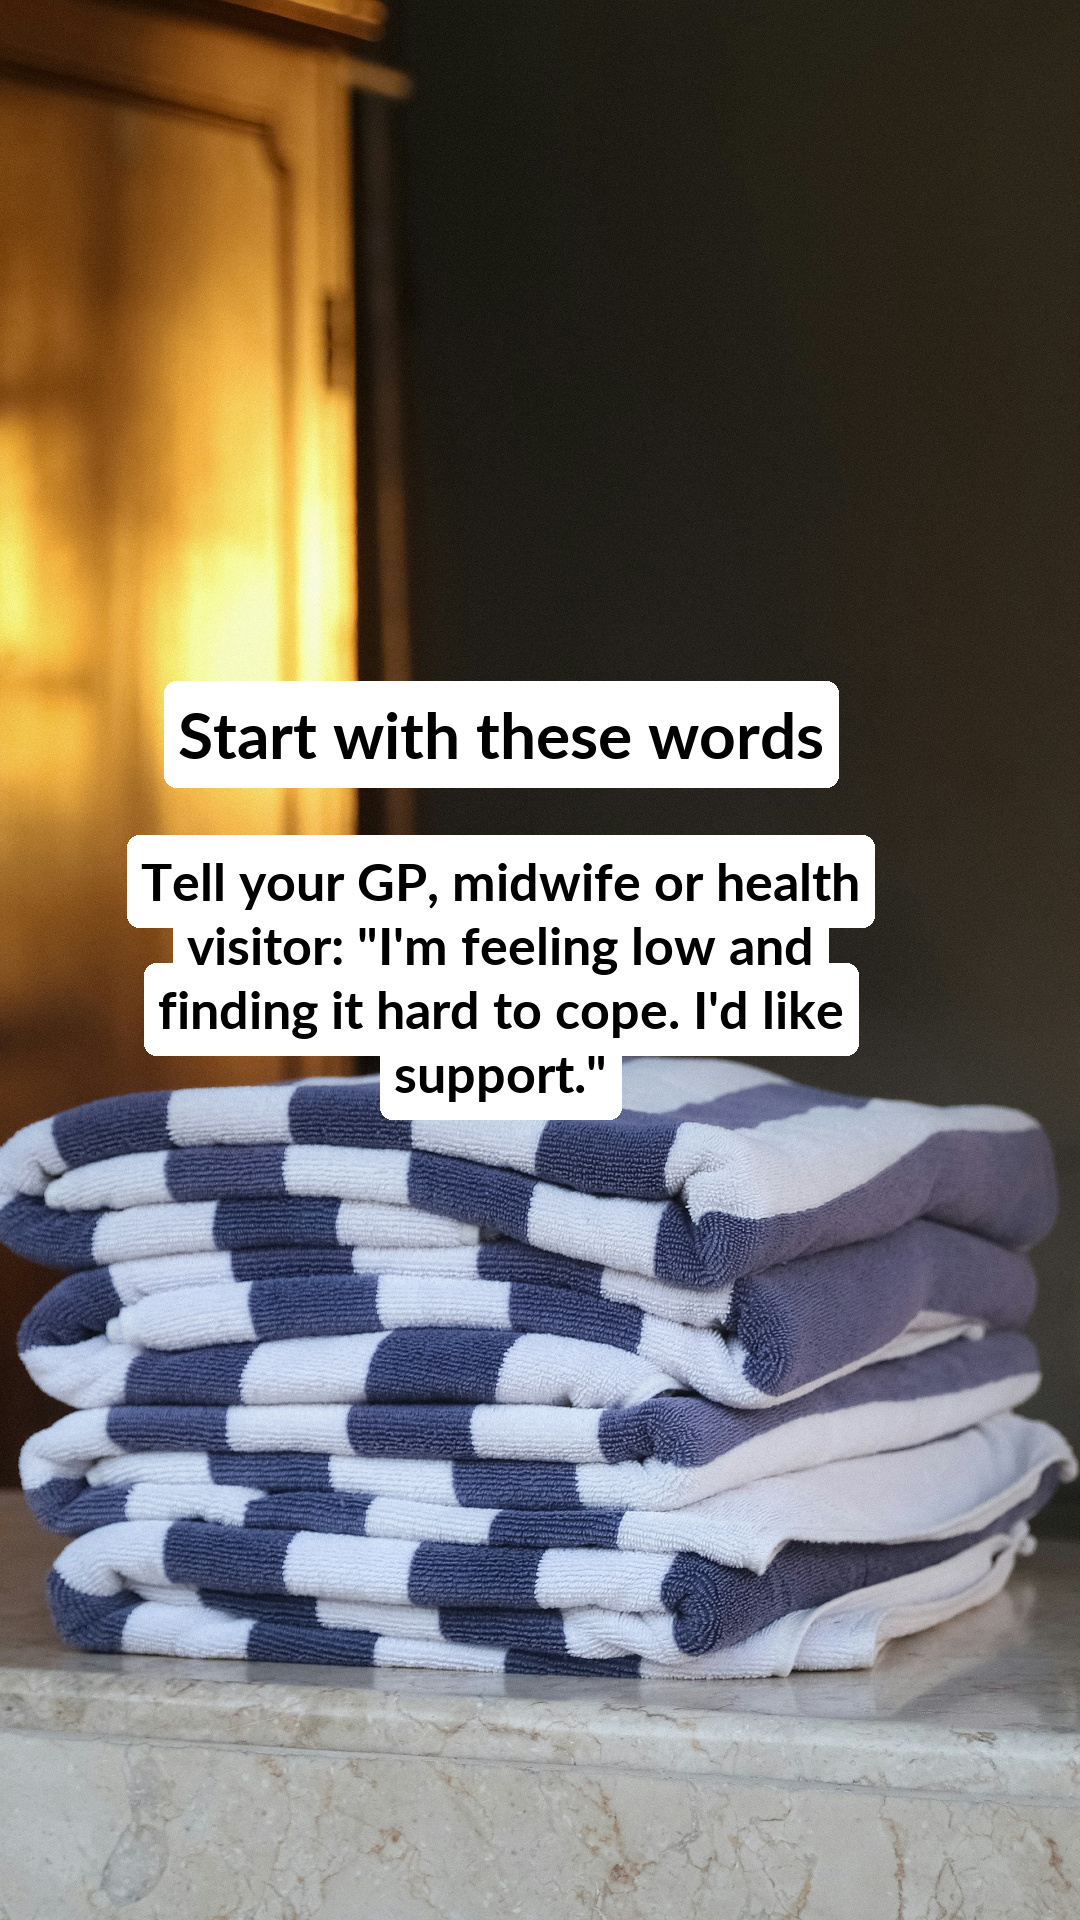 Start with these words
Tell your GP, midwife or health
visitor: "I'm feeling low and
finding it hard to cope. I'd like
support."